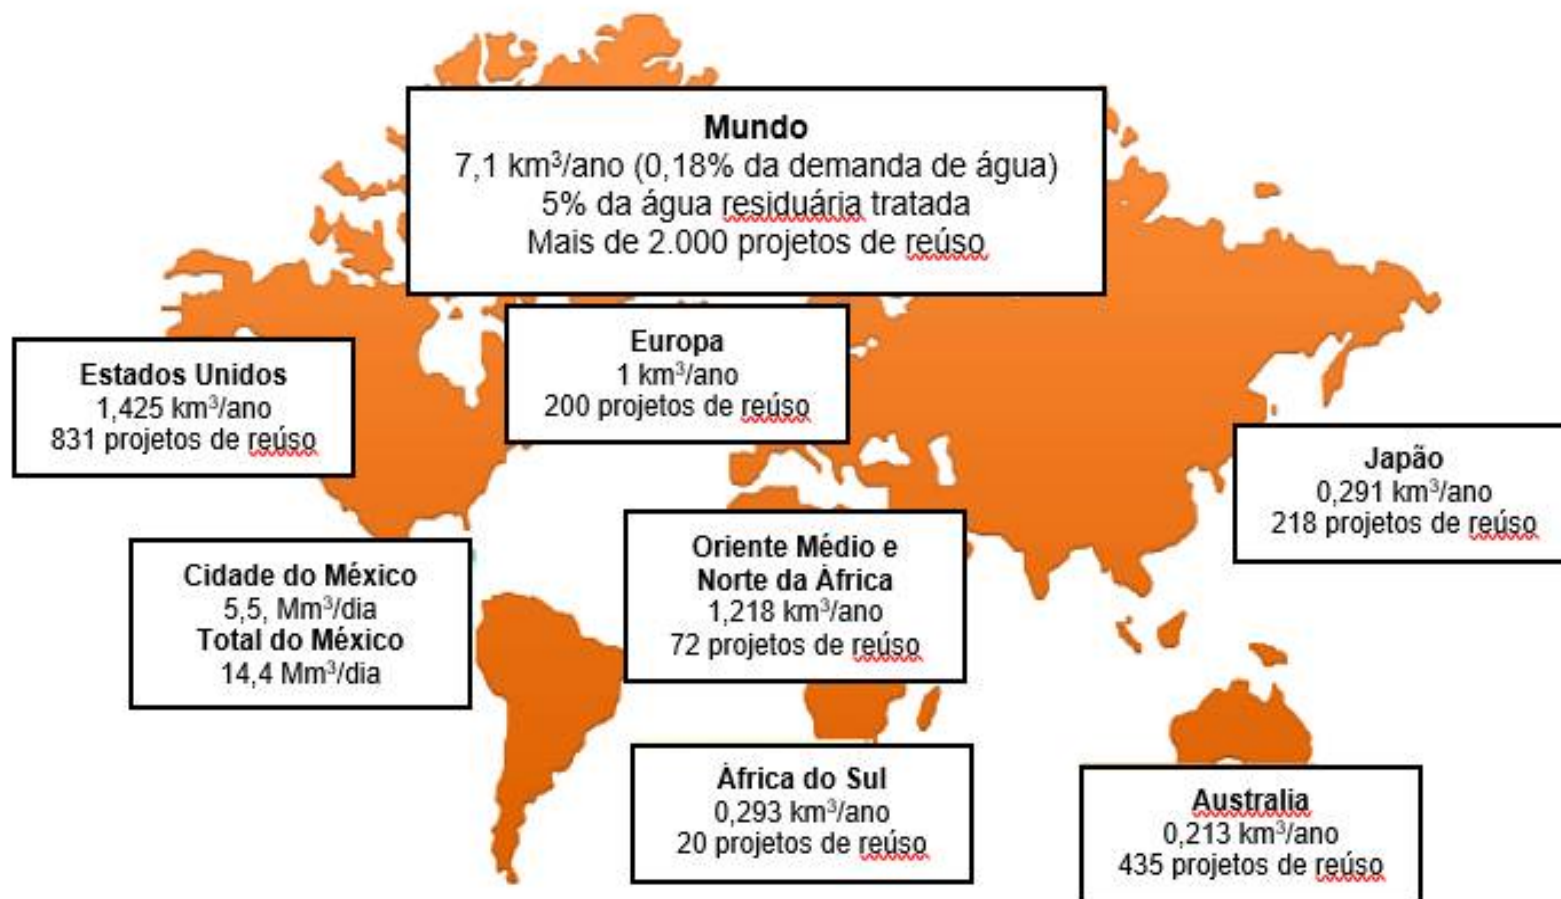 Mundo
7,1 km³/ano (0,18% da demanda de água)
5% da água residuária tratada
Mais de 2.000 projetos de reúso
Estados Unidos
1,425 km³/ano
831 projetos de reúso
Europa
1 km³/ano
200 projetos de reúso
Japão
0,291 km³/ano
218 projetos de reúso
Cidade do México
5,5, Mm³/dia
Total do México
14,4 Mm³/dia
Oriente Médio e
Norte da África
1,218 km³/ano
72 projetos de reúso
África do Sul
0,293 km³/ano
20 projetos de reúso
Australia
0,213 km³/ano
435 projetos de reúso